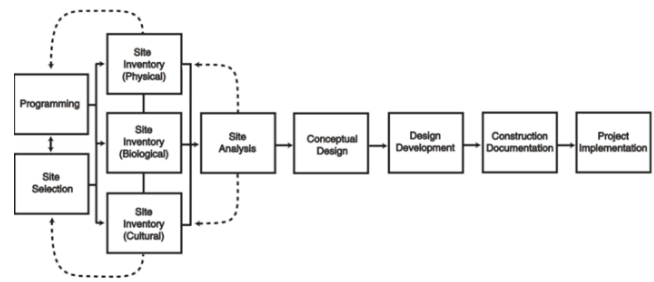 Programming
Site
Selection
Site
Inventory
(Physical)
Site
Inventory
(Biological)
Site
Inventory
(Cultural)
Site
Analysis
Conceptual
Design
Design
Development
Construction
Documentation
Project
Implementation